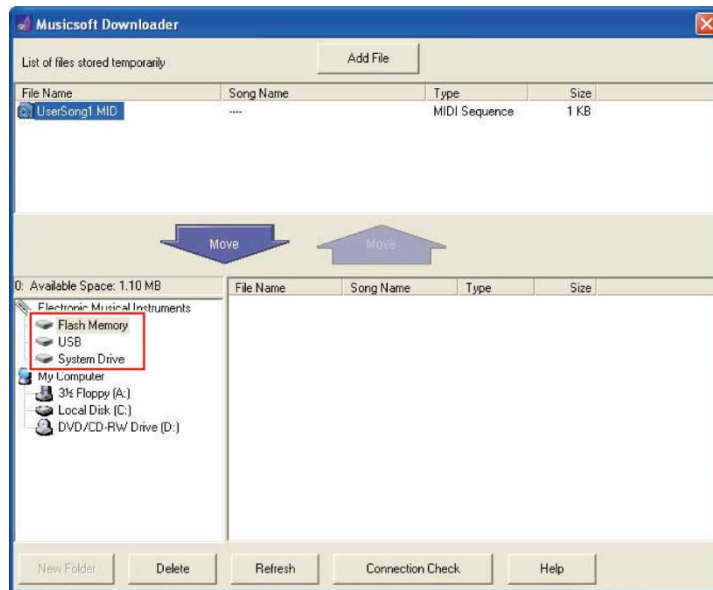 Musicsoft Downloader
List of files stored temporarily
Add File
File Name Song Name Type Size
UserSong1.MID ---- MIDI Sequence 1 KB
Move Move
0: Available Space: 1.10 MB
File Name Song Name Type Size
Electronic Musical Instruments
Flash Memory
USB
System Drive
My Computer
3½ Floppy (A:)
Local Disk (C:)
DVD/CD-RW Drive (D:)
New Folder Delete Refresh Connection Check Help